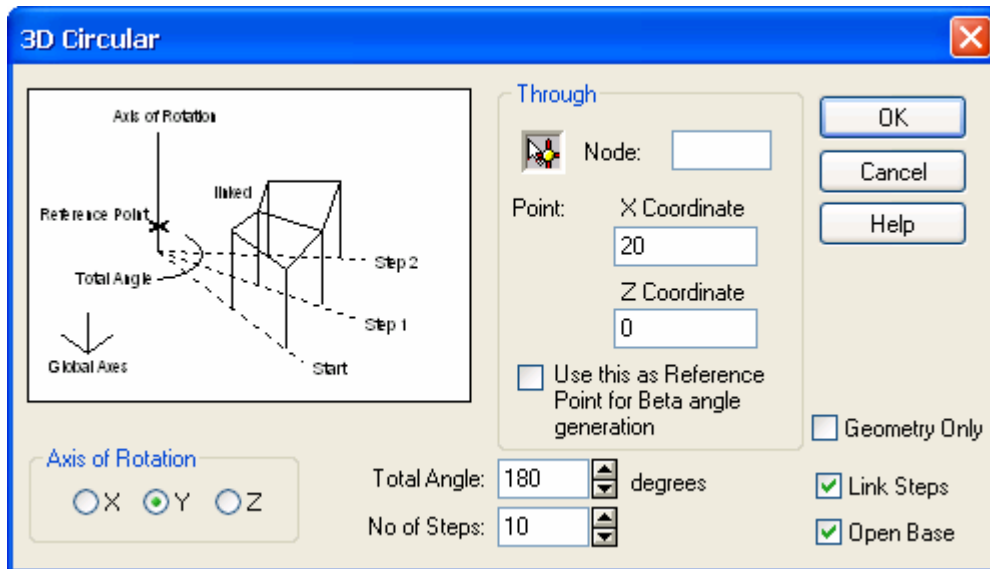 3D Circular
Axis of Rotation
linked
Reference Point
Total Angle
Step 2
Step 1
Start
Global Axes
Through
Node:
Point:
X Coordinate
20
Z Coordinate
0
Use this as Reference
Point for Beta angle
generation
OK
Cancel
Help
Geometry Only
Axis of Rotation
X Y Z
Total Angle: 180 degrees
No of Steps: 10
Link Steps
Open Base